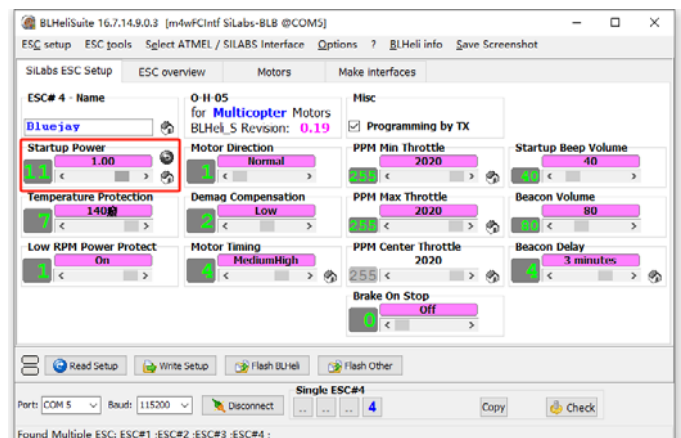 BLHeliSuite 16.7.14.9.0.3 [m4wFCIntf SiLabs-BLB @COM5]
ESC setup ESC tools Select ATMEL / SILABS Interface Options ? BLHeli info Save Screenshot
SiLabs ESC Setup ESC overview Motors Make interfaces
ESC# 4 - Name
Bluejay
O-H-05
for Multicopter Motors
BLHeli_S Revision: 0.19
Misc
Programming by TX
Startup Power
1.00
11
Motor Direction
Normal
1
PPM Min Throttle
2020
255
Startup Beep Volume
40
40
Temperature Protection
140
7
Demag Compensation
Low
2
PPM Max Throttle
2020
255
Beacon Volume
80
80
Low RPM Power Protect
On
1
Motor Timing
MediumHigh
4
PPM Center Throttle
2020
255
Beacon Delay
3 minutes
4
Brake On Stop
Off
0
Read Setup Write Setup Flash BLHeli Flash Other
Single ESC#4
Port: COM 5 Baud: 115200 Disconnect .. .. .. 4 Copy Check
Found Multiple ESC: ESC#1 :ESC#2 :ESC#3 :ESC#4 :